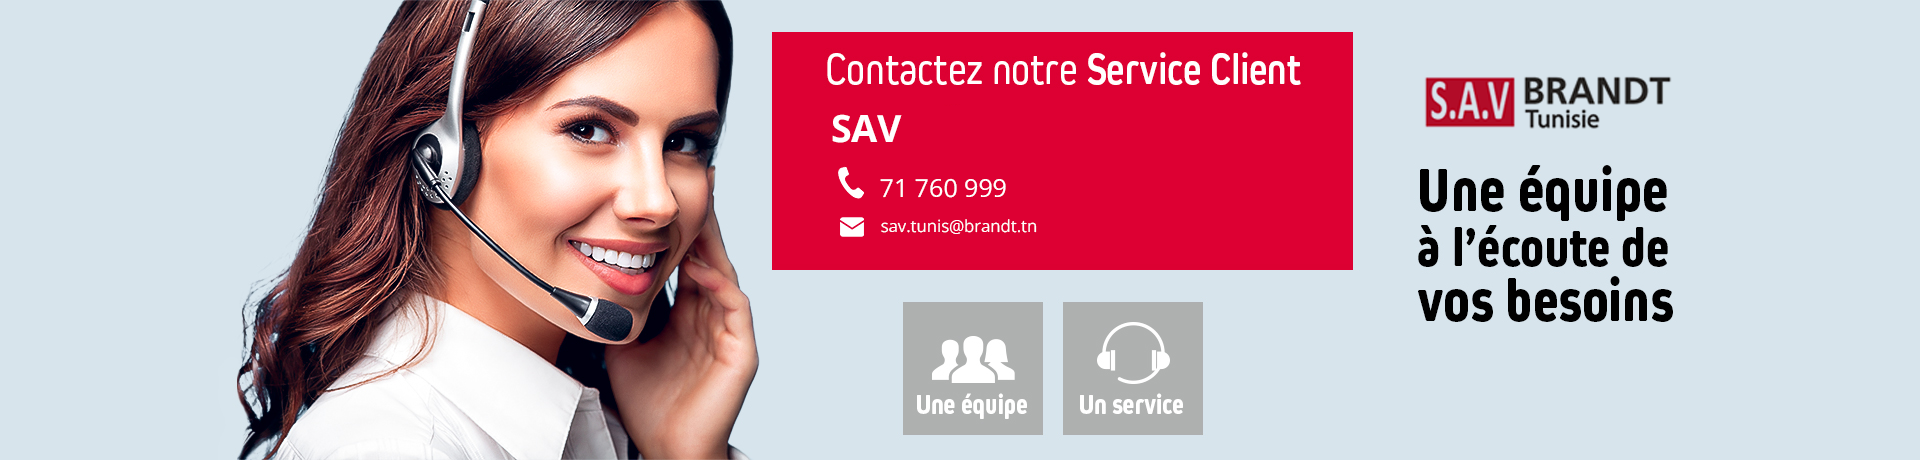 Contactez notre Service Client
SAV
71 760 999
sav.tunis@brandt.tn
Une équipe
Un service
S.A.V BRANDT
Tunisie
Une équipe
à l'écoute de
vos besoins